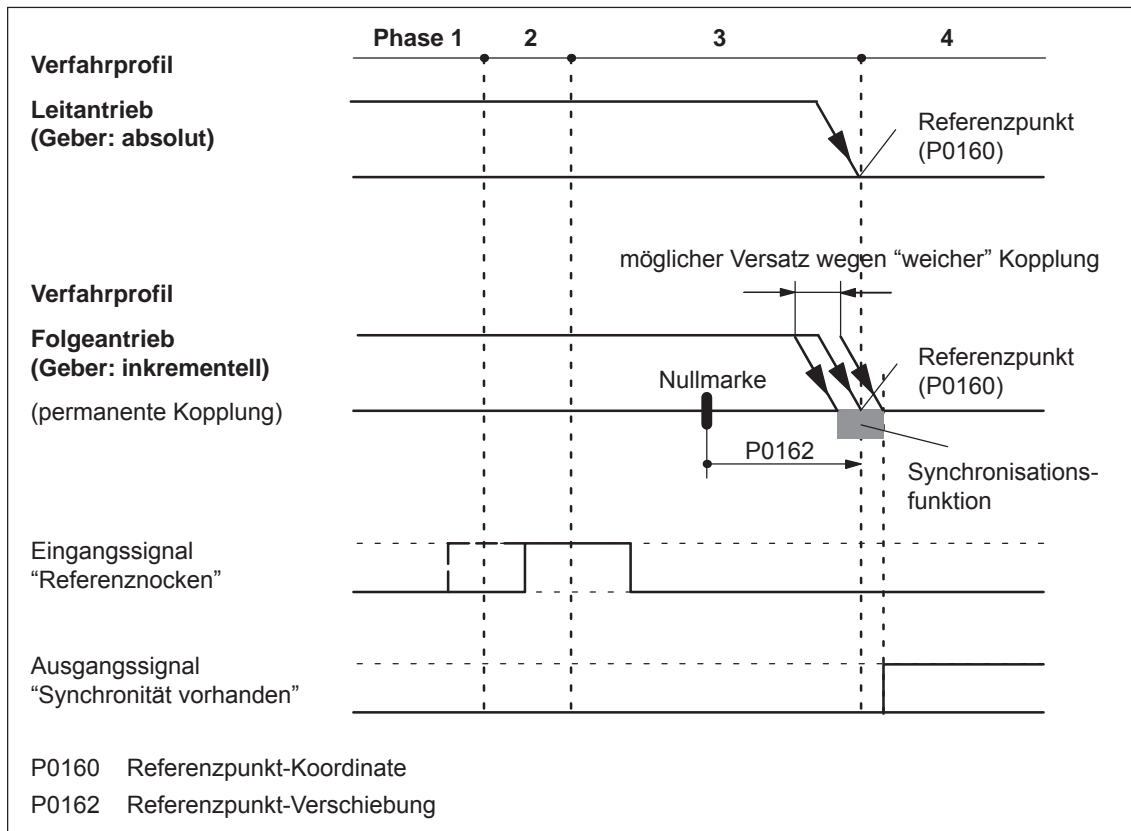 Phase 1 2 3 4
Verfahrprofil
Leitantrieb
(Geber: absolut)
Referenzpunkt
(P0160)
möglicher Versatz wegen “weicher” Kopplung
Verfahrprofil
Folgeantrieb
(Geber: inkrementell)
(permanente Kopplung)
Referenzpunkt
(P0160)
Nullmarke
P0162
Synchronisations-
funktion
Eingangssignal
“Referenznocken”
Ausgangssignal
“Synchronität vorhanden”
P0160 Referenzpunkt-Koordinate
P0162 Referenzpunkt-Verschiebung